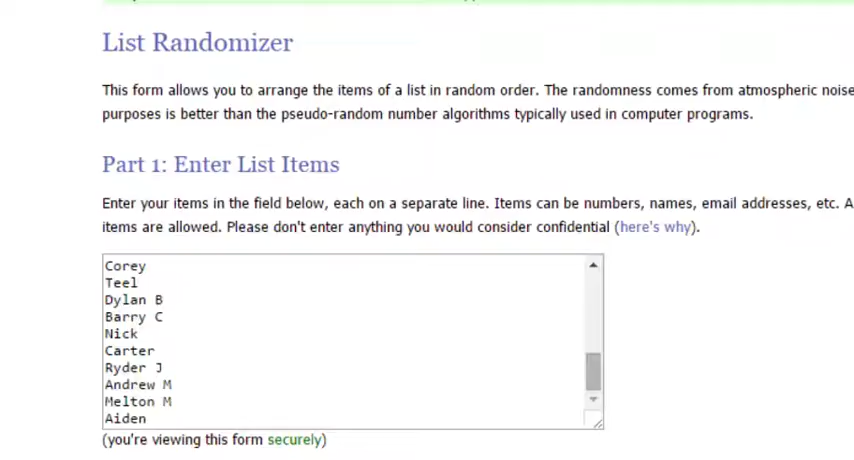 List Randomizer
This form allows you to arrange the items of a list in random order. The randomness comes from atmospheric noise
purposes is better than the pseudo-random number algorithms typically used in computer programs.
Part 1: Enter List Items
Enter your items in the field below, each on a separate line. Items can be numbers, names, email addresses, etc. A
items are allowed. Please don't enter anything you would consider confidential (here's why).
Corey
Teel
Dylan B
Barry C
Nick
Carter
Ryder J
Andrew M
Melton M
Aiden
(you're viewing this form securely)